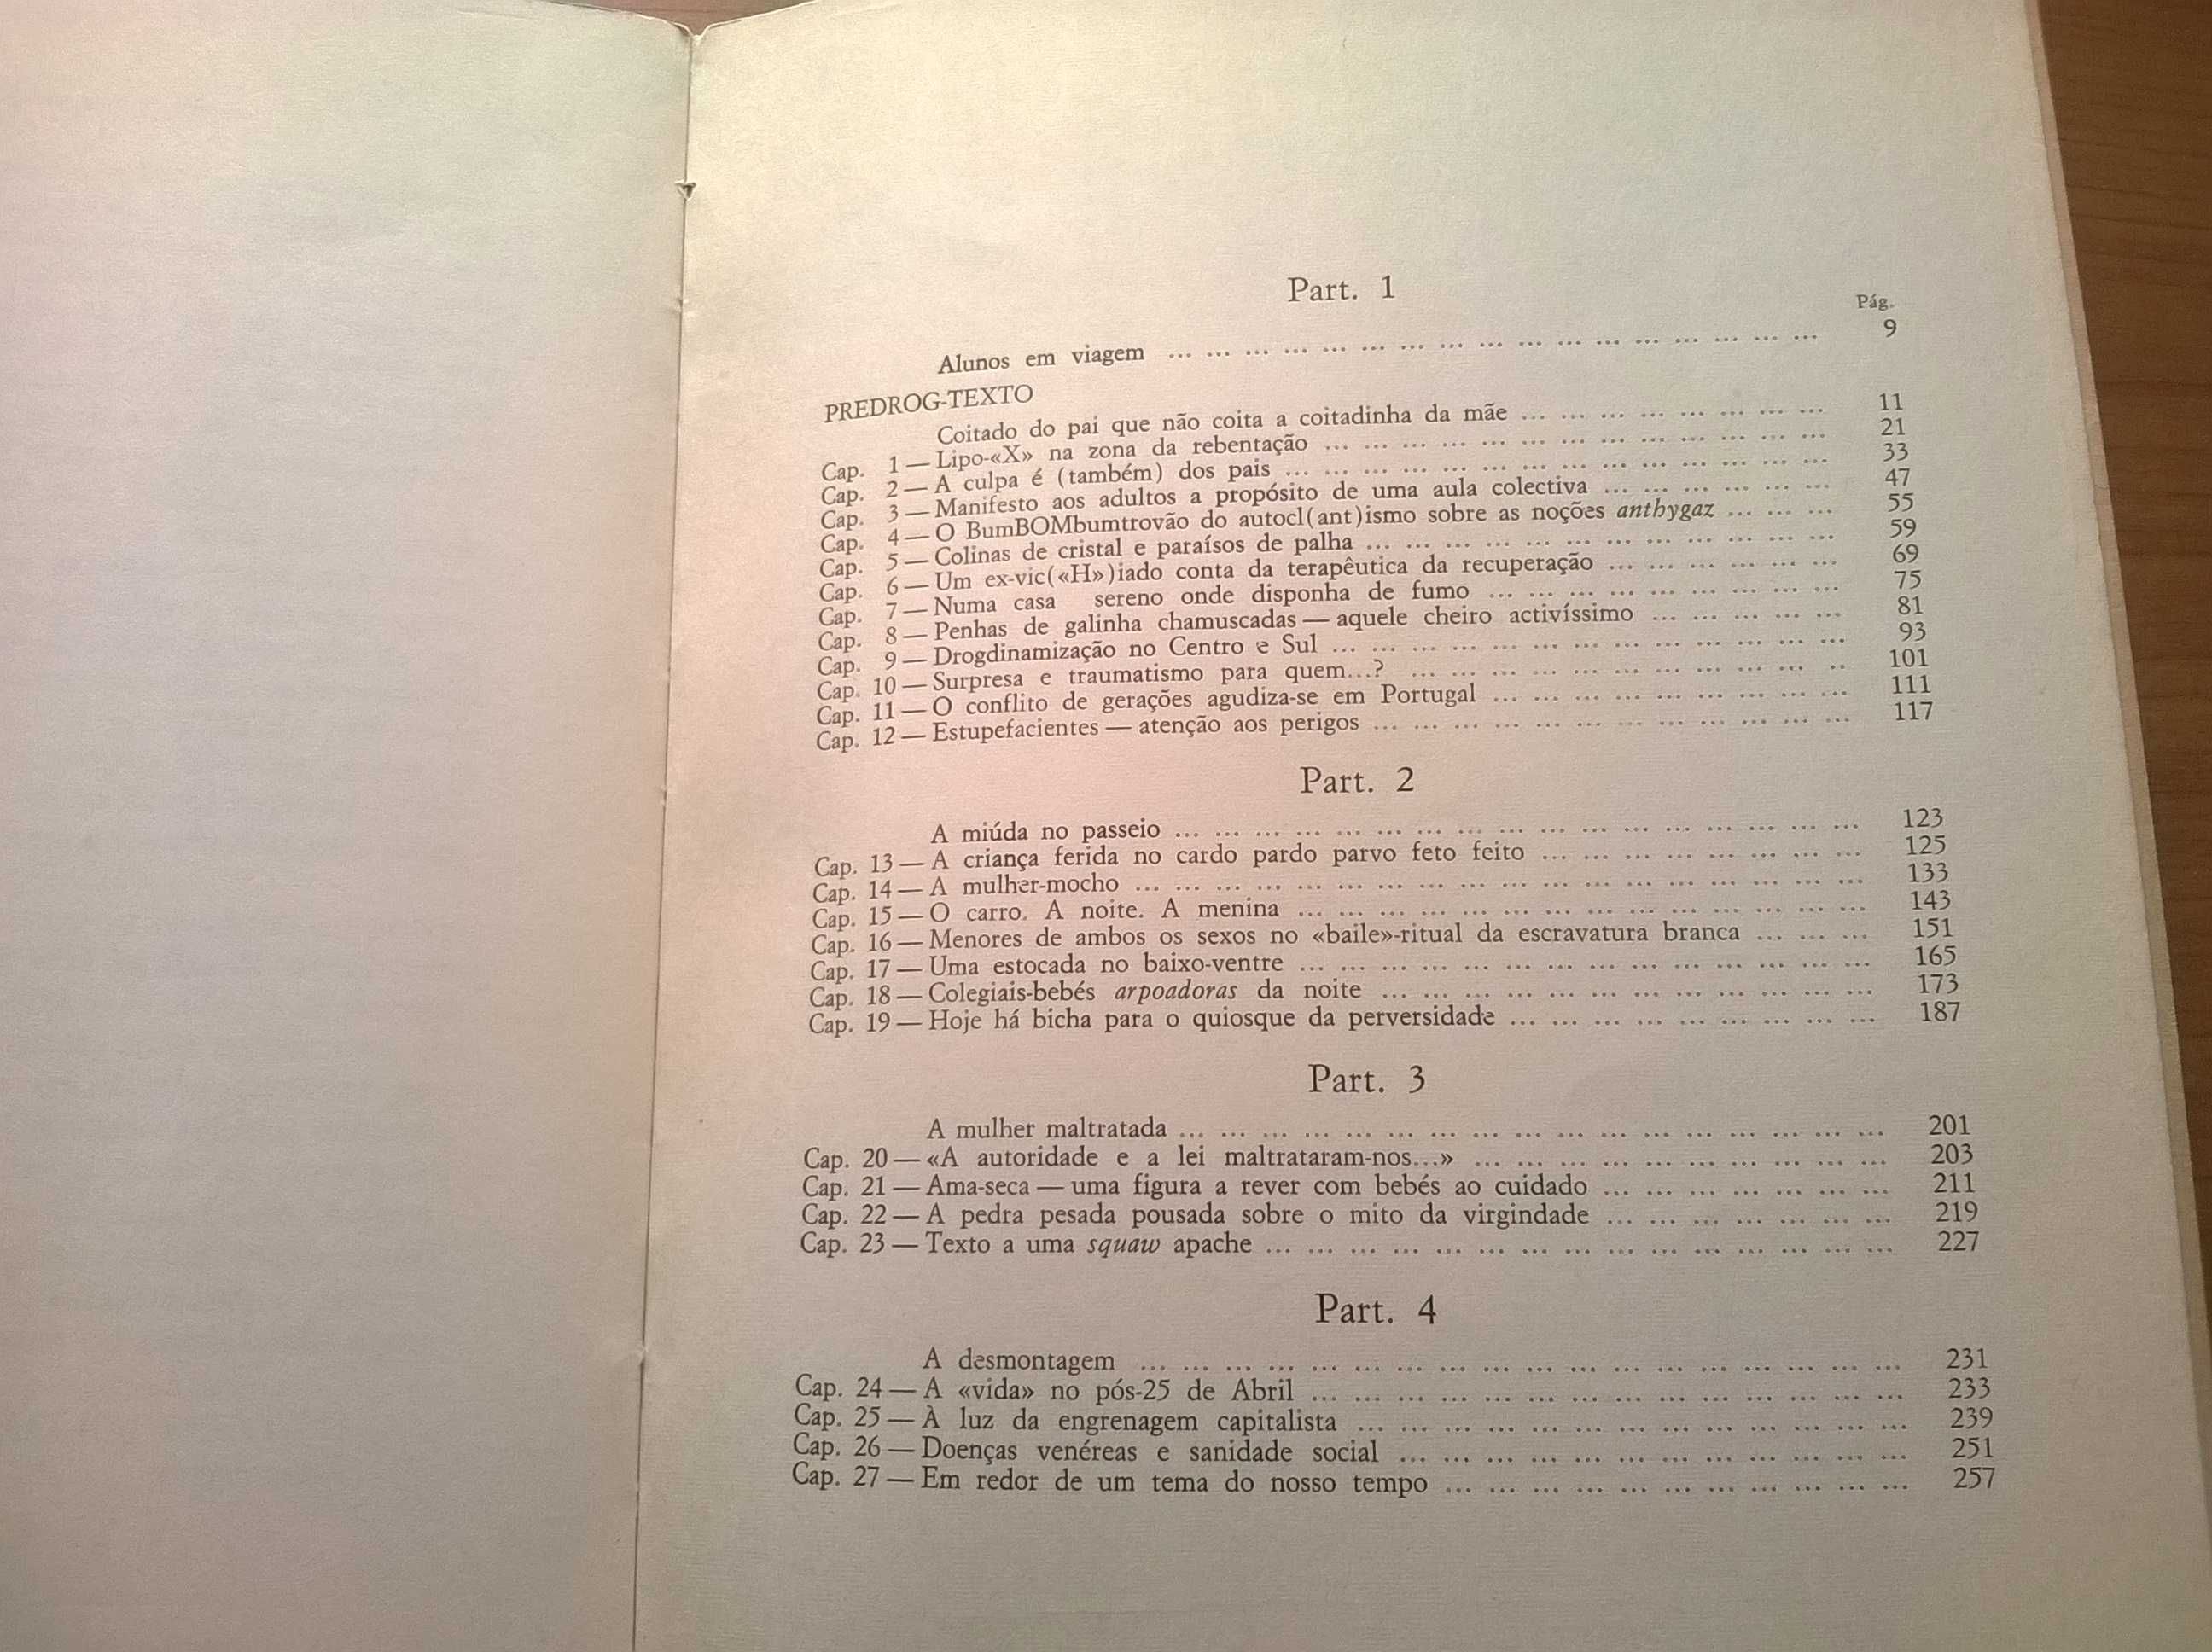 Part. 1
Pág.
Alunos em viagem ... ... ... ... ... ... ... ... ... ... ... ... ... ... ... ... ... 9
PREDROG-TEXTO
Coitado do pai que não coita a coitadinha da mãe ... ... ... ... ... ... ... ... 11
Cap. 1 — Lipo-«X» na zona da rebentação ... ... ... ... ... ... ... ... ... ... ... ... ... 21
Cap. 2 — A culpa é (também) dos pais ... ... ... ... ... ... ... ... ... ... ... ... ... ... 33
Cap. 3 — Manifesto aos adultos a propósito de uma aula colectiva ... ... ... ... ... ... 47
Cap. 4 — O BumBOMbumtrovão do autocl(ant)ismo sobre as noções anthygaz ... ... ... 55
Cap. 5 — Colinas de cristal e paraísos de palha ... ... ... ... ... ... ... ... ... ... ... ... 59
Cap. 6 — Um ex-vic(«H»)iado conta da terapêutica da recuperação ... ... ... ... ... ... 69
Cap. 7 — Numa casa sereno onde disponha de fumo ... ... ... ... ... ... ... ... ... 75
Cap. 8 — Penhas de galinha chamuscadas — aquele cheiro activíssimo ... ... ... ... ... 81
Cap. 9 — Drogdinamização no Centro e Sul ... ... ... ... ... ... ... ... ... ... ... ... ... 93
Cap. 10 — Surpresa e traumatismo para quem...? ... ... ... ... ... ... ... ... ... ... .. 101
Cap. 11 — O conflito de gerações agudiza-se em Portugal ... ... ... ... ... ... ... ... ... 111
Cap. 12 — Estupefacientes — atenção aos perigos ... ... ... ... ... ... ... ... ... ... ... ... 117
Part. 2
A miúda no passeio ... ... ... ... ... ... ... ... ... ... ... ... ... ... ... ... ... 123
Cap. 13 — A criança ferida no cardo pardo parvo feto feito ... ... ... ... ... ... ... ... 125
Cap. 14 — A mulher-mocho ... ... ... ... ... ... ... ... ... ... ... ... ... ... ... ... ... ... 133
Cap. 15 — O carro. A noite. A menina ... ... ... ... ... ... ... ... ... ... ... ... ... ... 143
Cap. 16 — Menores de ambos os sexos no «baile»-ritual da escravatura branca ... ... ... 151
Cap. 17 — Uma estocada no baixo-ventre ... ... ... ... ... ... ... ... ... ... ... ... ... ... 165
Cap. 18 — Colegiais-bebés arpoadoras da noite ... ... ... ... ... ... ... ... ... ... ... ... 173
Cap. 19 — Hoje há bicha para o quiosque da perversidade ... ... ... ... ... ... ... ... ... 187
Part. 3
A mulher maltratada ... ... ... ... ... ... ... ... ... ... ... ... ... ... ... ... ... 201
Cap. 20 — «A autoridade e a lei maltrataram-nos...» ... ... ... ... ... ... ... ... ... ... 203
Cap. 21 — Ama-seca — uma figura a rever com bebés ao cuidado ... ... ... ... ... ... ... 211
Cap. 22 — A pedra pesada pousada sobre o mito da virgindade ... ... ... ... ... ... ... 219
Cap. 23 — Texto a uma squaw apache ... ... ... ... ... ... ... ... ... ... ... ... ... ... ... 227
Part. 4
A desmontagem ... ... ... ... ... ... ... ... ... ... ... ... ... ... ... ... ... ... 231
Cap. 24 — A «vida» no pós-25 de Abril ... ... ... ... ... ... ... ... ... ... ... ... ... ... 233
Cap. 25 — À luz da engrenagem capitalista ... ... ... ... ... ... ... ... ... ... ... ... ... 239
Cap. 26 — Doenças venéreas e sanidade social ... ... ... ... ... ... ... ... ... ... ... ... 251
Cap. 27 — Em redor de um tema do nosso tempo ... ... ... ... ... ... ... ... ... ... ... 257